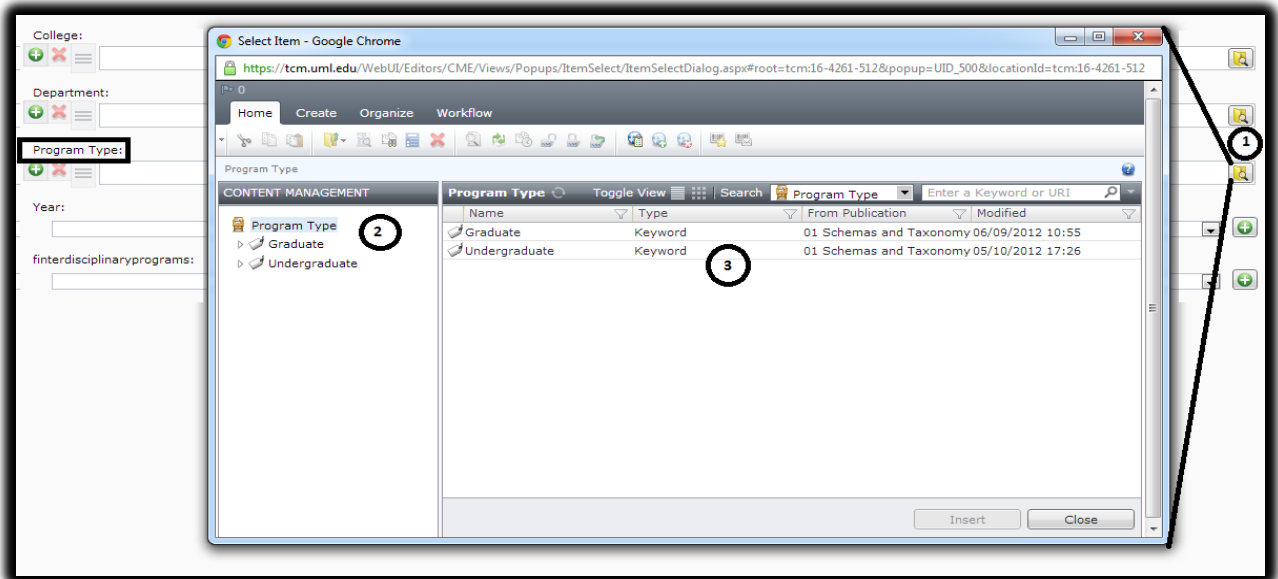 College:
Department:
Program Type:
Year:
finterdisciplinaryprograms:
1
Select Item - Google Chrome
https://tcm.uml.edu/WebUI/Editors/CME/Views/Popups/ItemSelect/ItemSelectDialog.aspx#root=tcm:16-4261-512&popup=UID_500&locationId=tcm:16-4261-512
0
Home Create Organize Workflow
Program Type
CONTENT MANAGEMENT
Program Type
Graduate
Undergraduate
2
Program Type Toggle View Search Program Type Enter a Keyword or URI
Name Type From Publication Modified
Graduate Keyword 01 Schemas and Taxonomy 06/09/2012 10:55
Undergraduate Keyword 01 Schemas and Taxonomy 05/10/2012 17:26
3
Insert Close